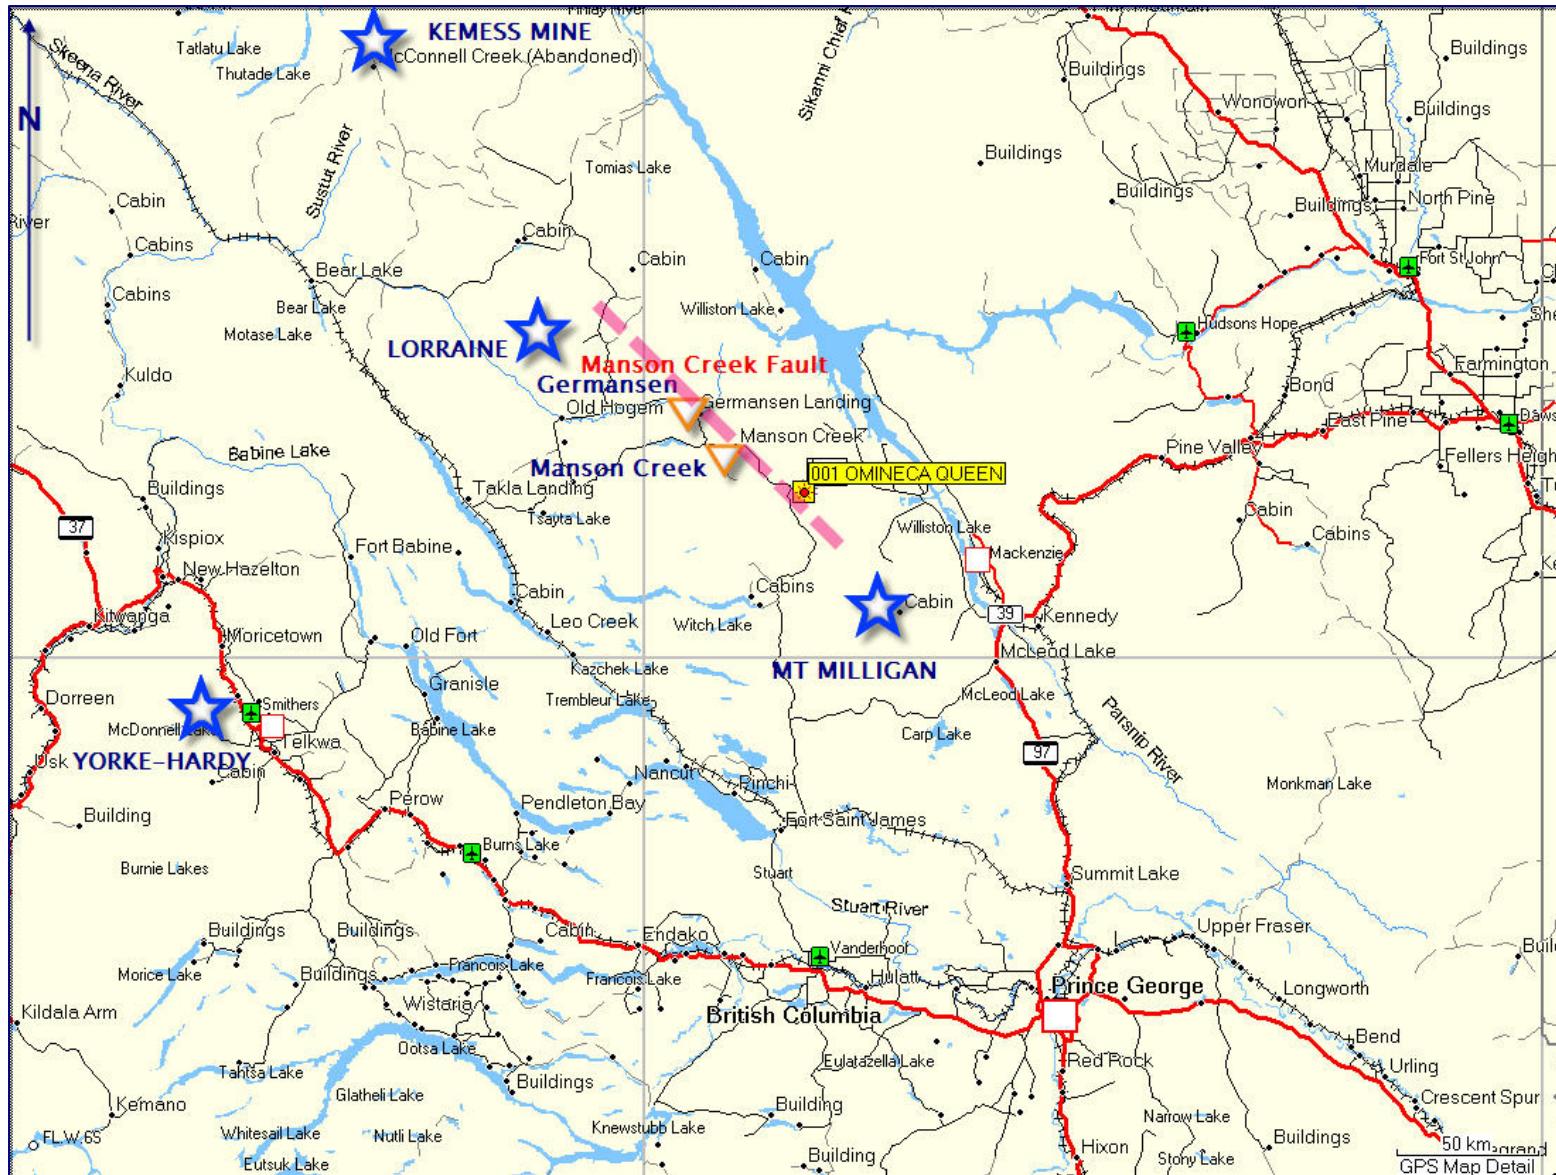 KEMESS MINE
Tatlatu Lake
Thutade Lake
cConnell Creek (Abandoned)
Finlay River
Sikanni Chief
Skeena River
N
Sustut River
River
Tomias Lake
Buildings
Wonowon
Buildings
Buildings
Buildings
Buildings
Buildings
Murdale
North Pine
Fort St John
Cabin
Cabins
Cabins
Cabin
Cabin
Cabin
Bear Lake
Bear Lake
Motase Lake
Williston Lake
Hudsons Hope
LORRAINE
Manson Creek Fault
Germansen
Old Hogem
Germansen Landing
Manson Creek
Manson Creek
001 OMINECA QUEEN
Kuldo
Bond
Farmington
East Pine
Daws
Pine Valley
Fellers Heigh
Babine Lake
Buildings
Takla Landing
Tsayta Lake
Williston Lake
Cabin
Cabins
37
Kispiox
Fort Babine
Mackenzie
New Hazelton
Cabin
Cabins
Cabin
39
Kennedy
Kitwanga
Moricetown
Old Fort
Leo Creek
Witch Lake
McLeod Lake
MT MILLIGAN
Kazchek Lake
Granisle
Trembleur Lake
McLeod Lake
Dorreen
Smithers
McDonnell Lake
Babine Lake
Carp Lake
Parsnip River
Telkwa
97
Usk
YORKE-HARDY
Cabin
Nancut
Pinchi
Monkman Lake
Building
Perow
Pendleton Bay
Fort Saint James
Burns Lake
Burnie Lakes
Stuart
Summit Lake
Stuart River
Buildings
Buildings
Cabin
Endako
Vanderhoof
Upper Fraser
Morice Lake
Buildings
Francois Lake
Francois Lake
Hulatt
Prince George
Longworth
Kildala Arm
Wistaria
British Columbia
Bend
Ootsa Lake
Eulatazella Lake
Red Rock
Urling
Tahtsa Lake
Buildings
Glatheli Lake
Crescent Spur
Kemano
Building
Narrow Lake
FL.W.6S
Whitesail Lake
Nutli Lake
Knewstubb Lake
Hixon
Buildings
50 km
Eutsuk Lake
Building
Stony Lake
GPS Map Detail